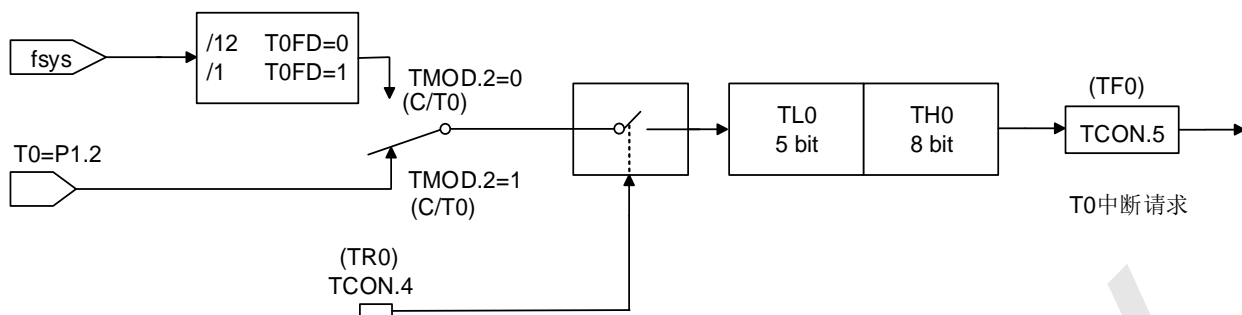 fsys
/12 T0FD=0
/1 T0FD=1
TMOD.2=0
(C/T0)
T0=P1.2
TMOD.2=1
(C/T0)
(TR0)
TCON.4
TL0
5 bit
TH0
8 bit
(TF0)
TCON.5
T0中断请求